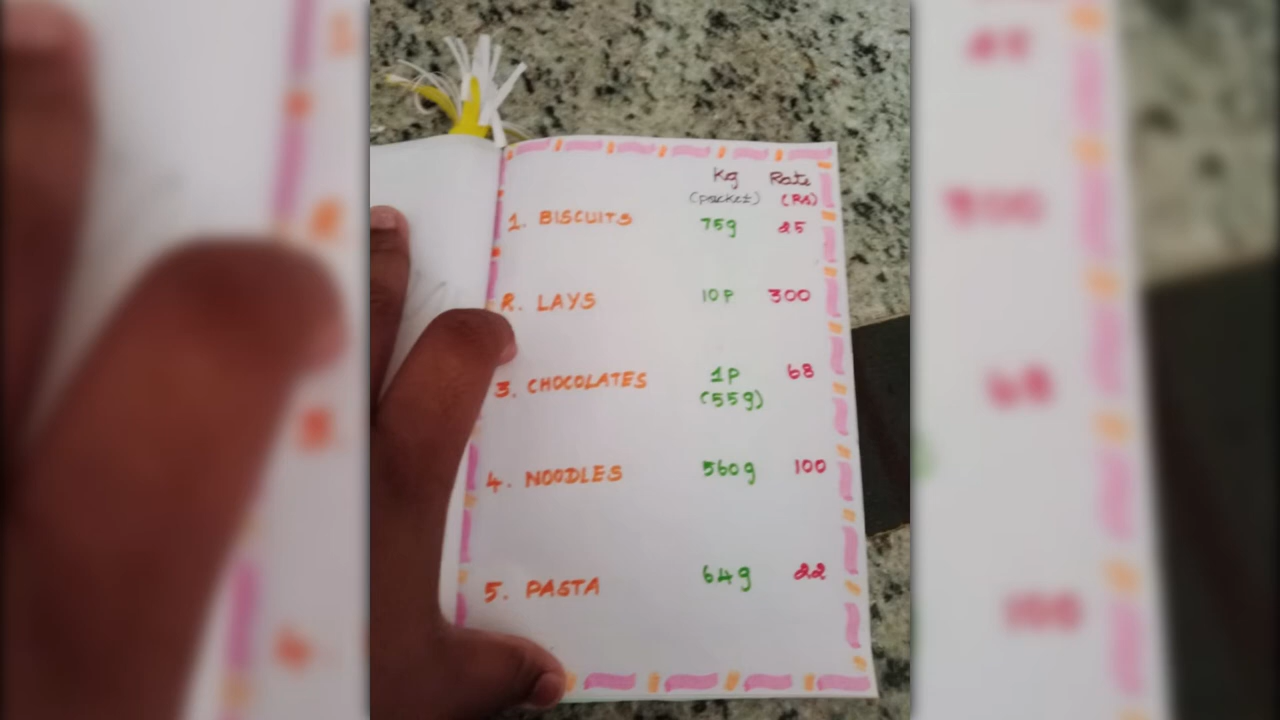 Kg Rate
(packet) (Rs)
1. BISCUITS 75g 25
2. LAYS 10P 300
3. CHOCOLATES 1P 68
(55g)
4. NOODLES 560g 100
5. PASTA 64g 22